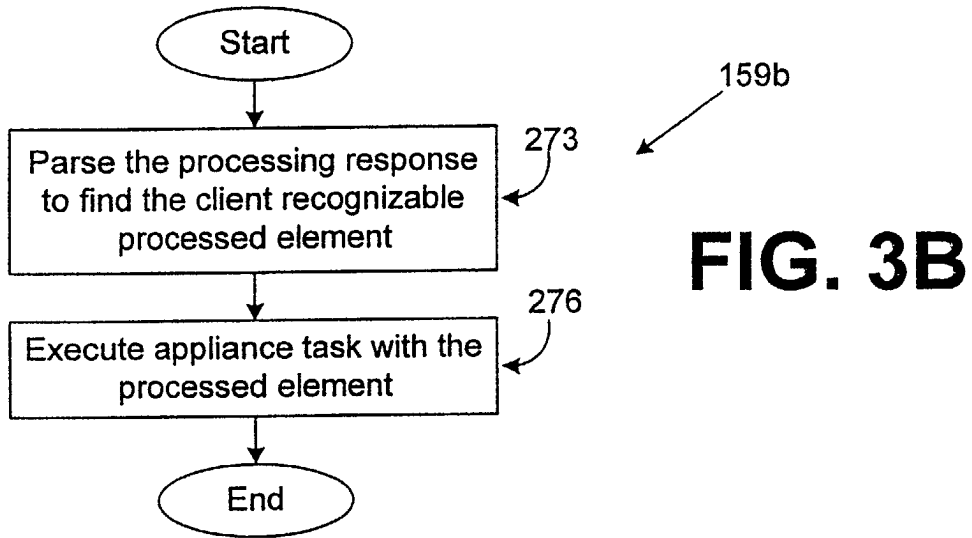 Start
159b
Parse the processing response
to find the client recognizable
processed element
273
FIG. 3B
Execute appliance task with the
processed element
276
End